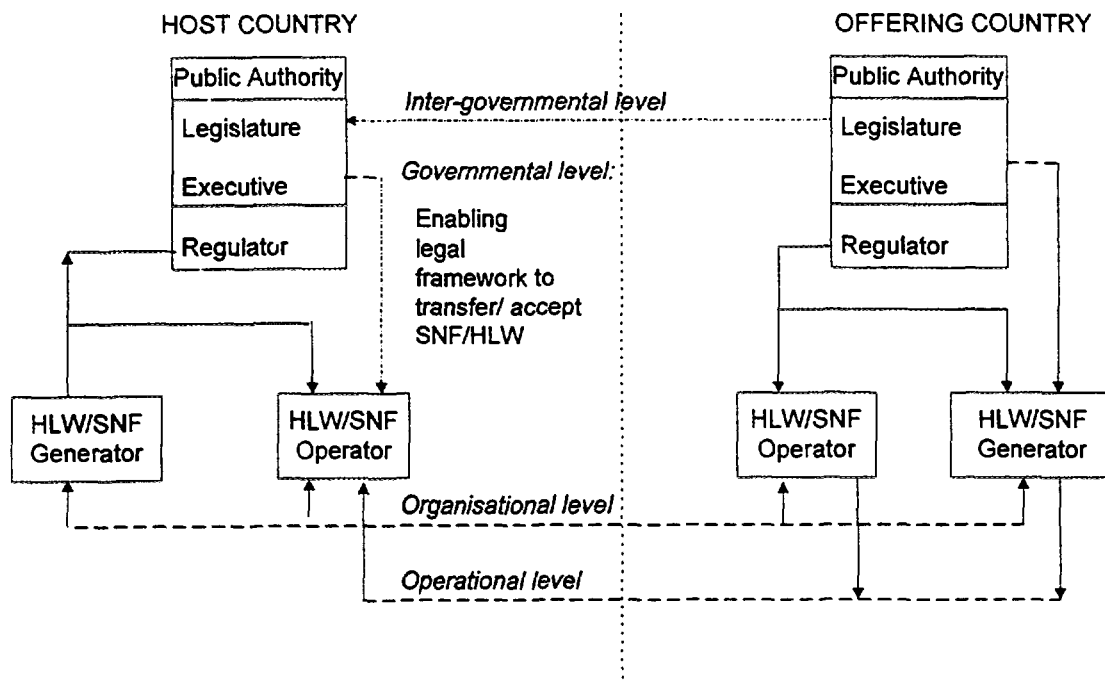 HOST COUNTRY
OFFERING COUNTRY
Public Authority
Legislature
Executive
Regulator
Inter-governmental level
Governmental level:
Enabling
legal
framework to
transfer/ accept
SNF/HLW
Public Authority
Legislature
Executive
Regulator
HLW/SNF
Generator
HLW/SNF
Operator
HLW/SNF
Operator
HLW/SNF
Generator
Organisational level
Operational level